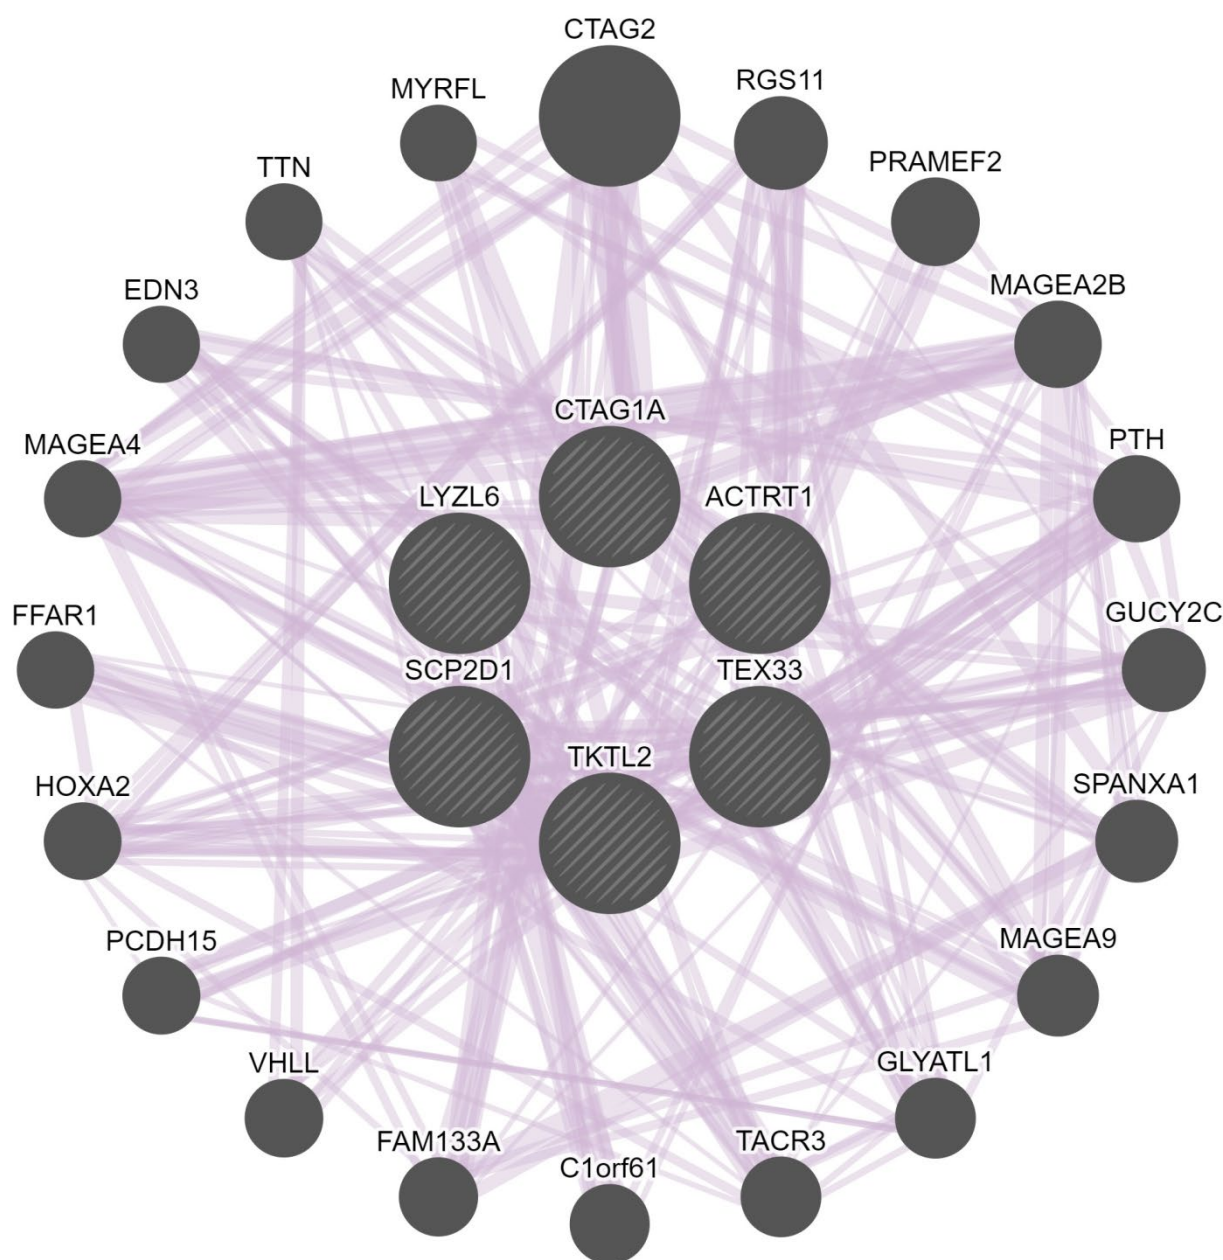 CTAG2
RGS11
MYRFL
PRAMEF2
TTN
MAGEA2B
EDN3
CTAG1A
MAGEA4
PTH
LYZL6
ACTRT1
FFAR1
GUCY2C
SCP2D1
TEX33
TKTL2
HOXA2
SPANXA1
PCDH15
MAGEA9
VHLL
GLYATL1
FAM133A
TACR3
C1orf61